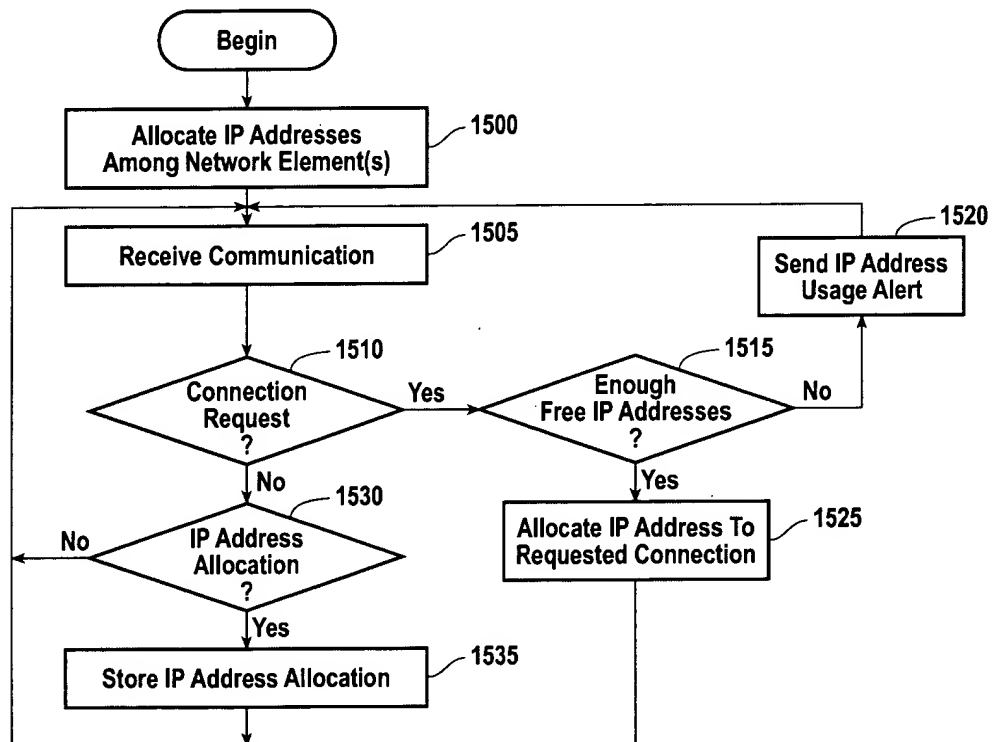 Begin
Allocate IP Addresses
Among Network Element(s)
1500
Receive Communication
1505
Send IP Address
Usage Alert
1520
Connection
Request
?
1510
Yes
Enough
Free IP Addresses
?
1515
No
No
Yes
IP Address
Allocation
?
1530
No
Allocate IP Address To
Requested Connection
1525
Yes
Store IP Address Allocation
1535